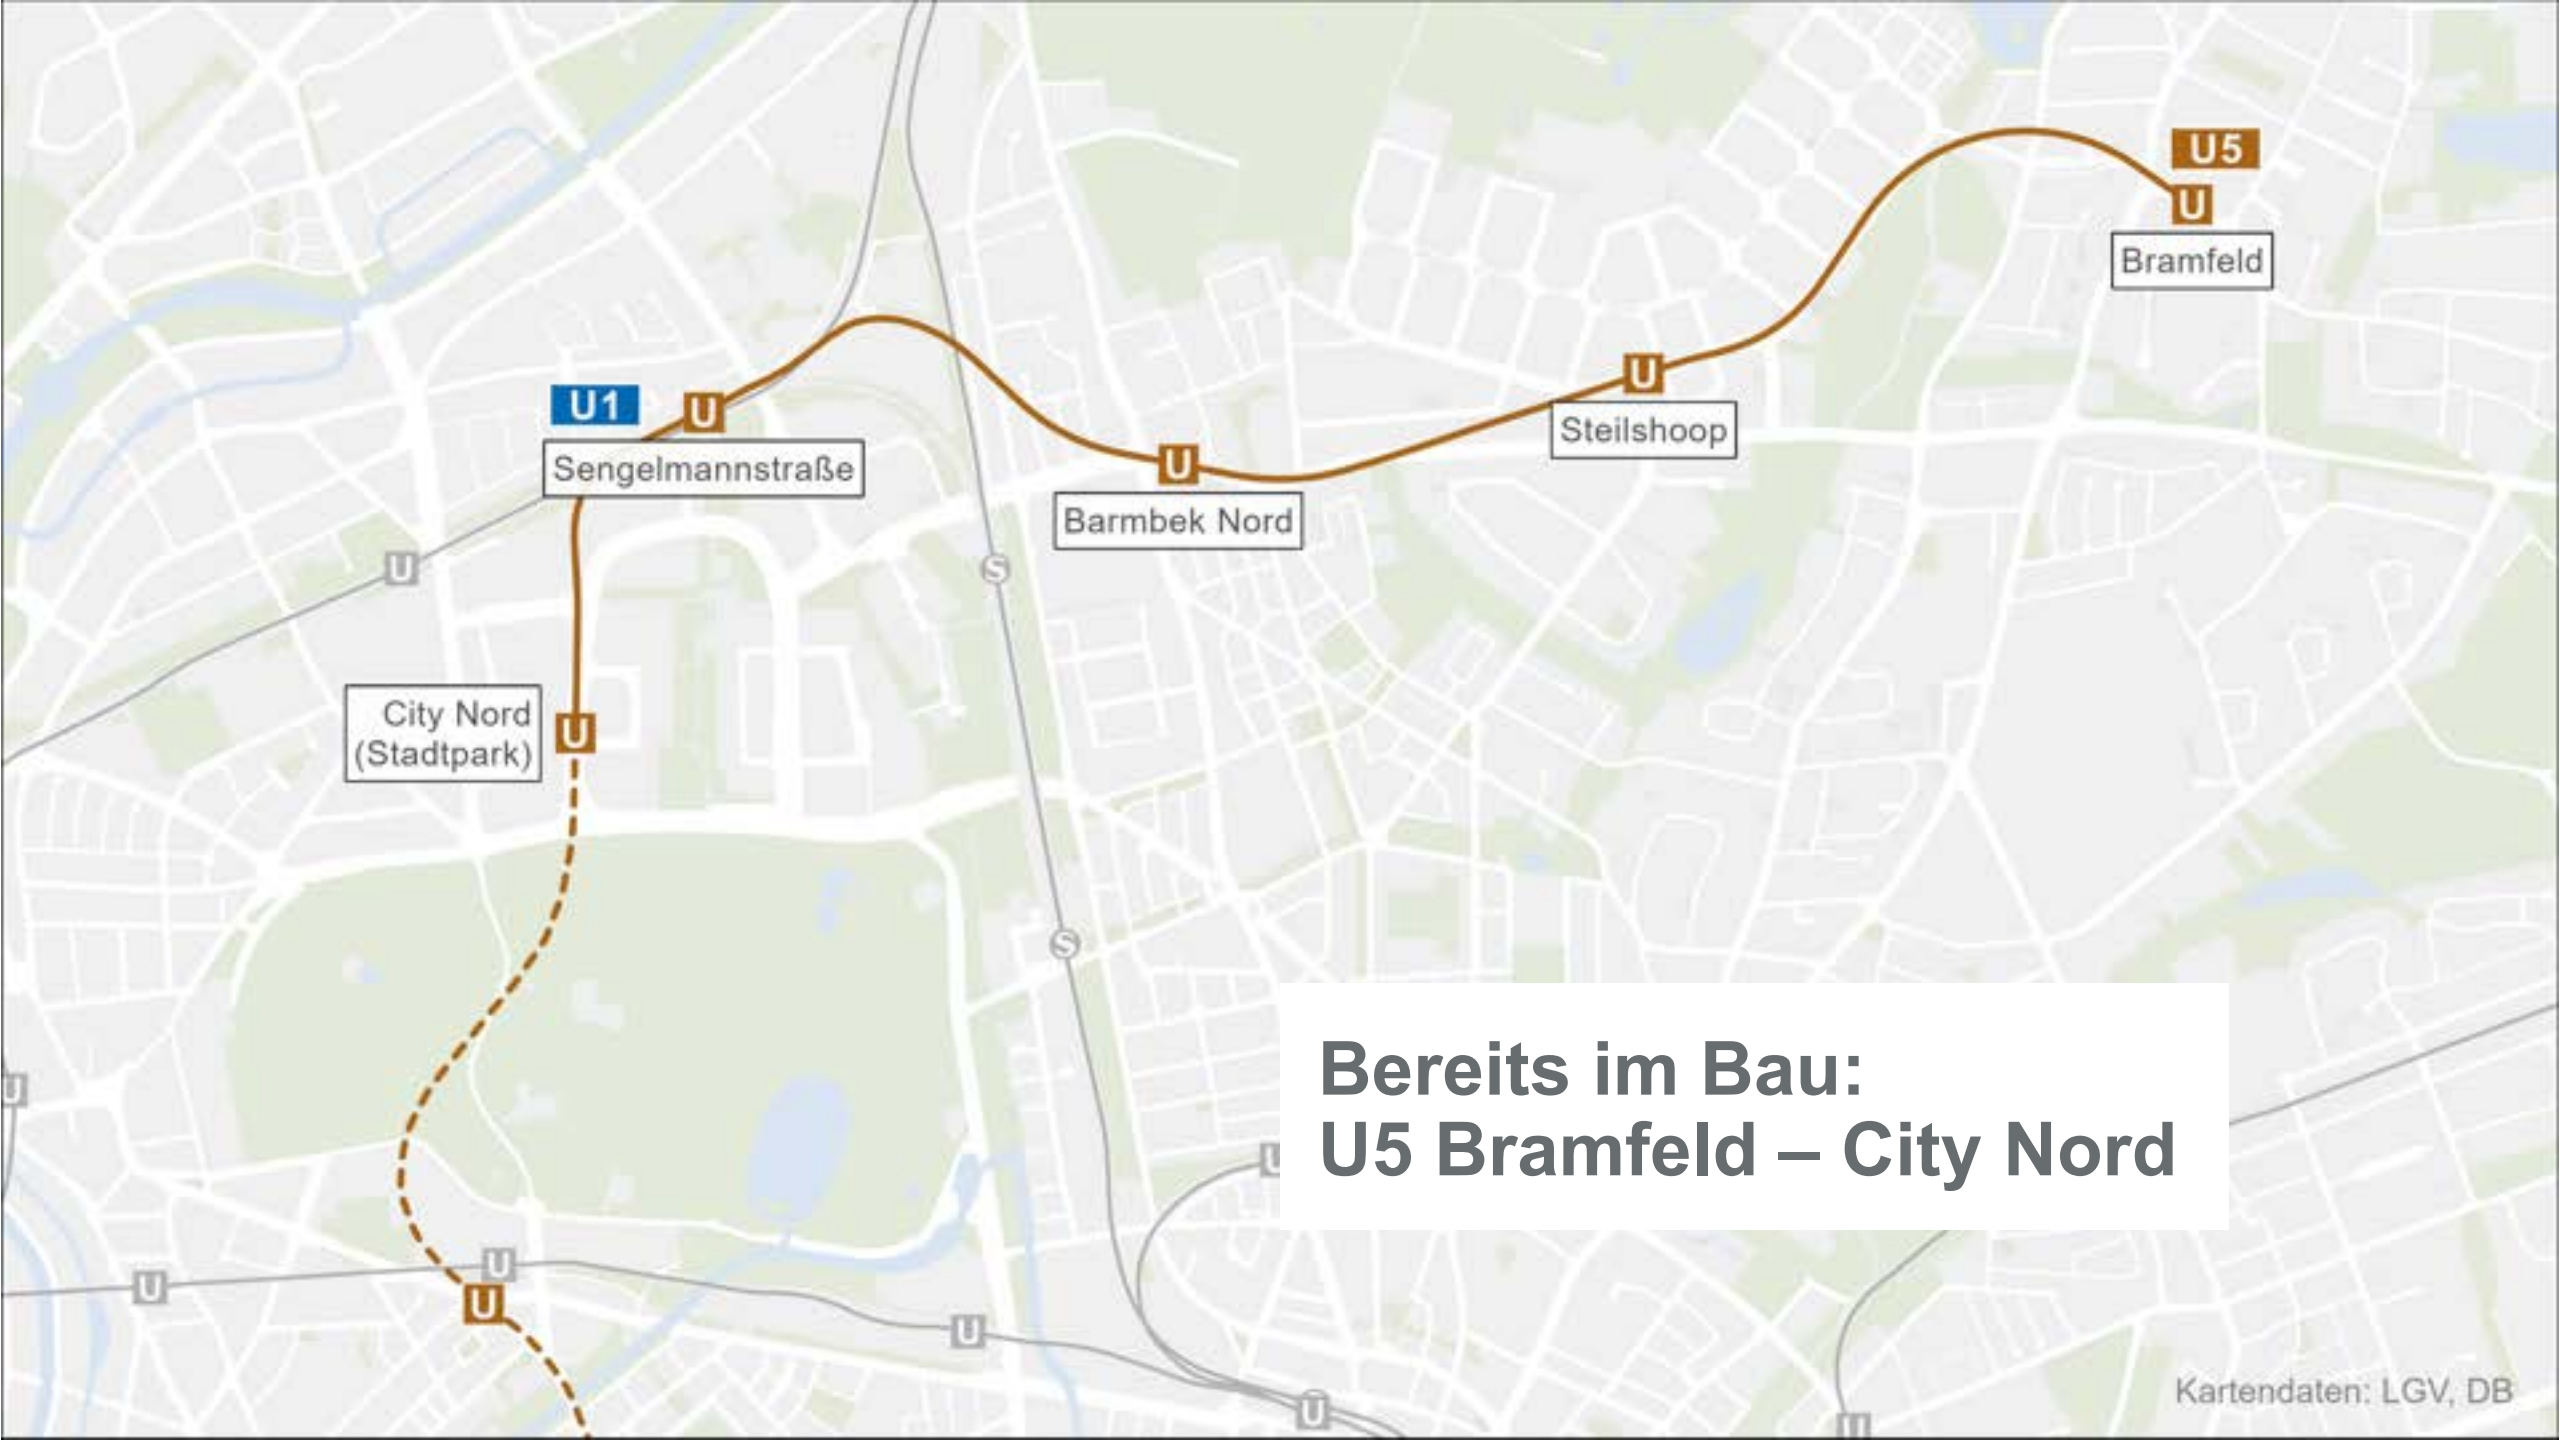 U5
U
Bramfeld
U1
U
Sengelmannstraße
U
Steilshoop
U
Barmbek Nord
U
S
City Nord
(Stadtpark)
U
S
Bereits im Bau:
U5 Bramfeld – City Nord
U
U
U
U
U
U
U
U
Kartendaten: LGV, DB